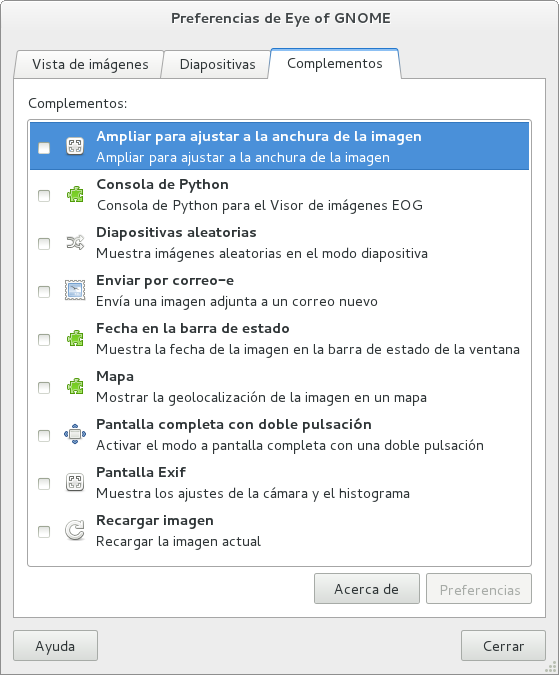 Preferencias de Eye of GNOME
Vista de imágenes
Diapositivas
Complementos
Complementos:
Ampliar para ajustar a la anchura de la imagen
Ampliar para ajustar a la anchura de la imagen
Consola de Python
Consola de Python para el Visor de imágenes EOG
Diapositivas aleatorias
Muestra imágenes aleatorias en el modo diapositiva
Enviar por correo-e
Envía una imagen adjunta a un correo nuevo
Fecha en la barra de estado
Muestra la fecha de la imagen en la barra de estado de la ventana
Mapa
Mostrar la geolocalización de la imagen en un mapa
Pantalla completa con doble pulsación
Activar el modo a pantalla completa con una doble pulsación
Pantalla Exif
Muestra los ajustes de la cámara y el histograma
Recargar imagen
Recargar la imagen actual
Acerca de
Preferencias
Ayuda
Cerrar